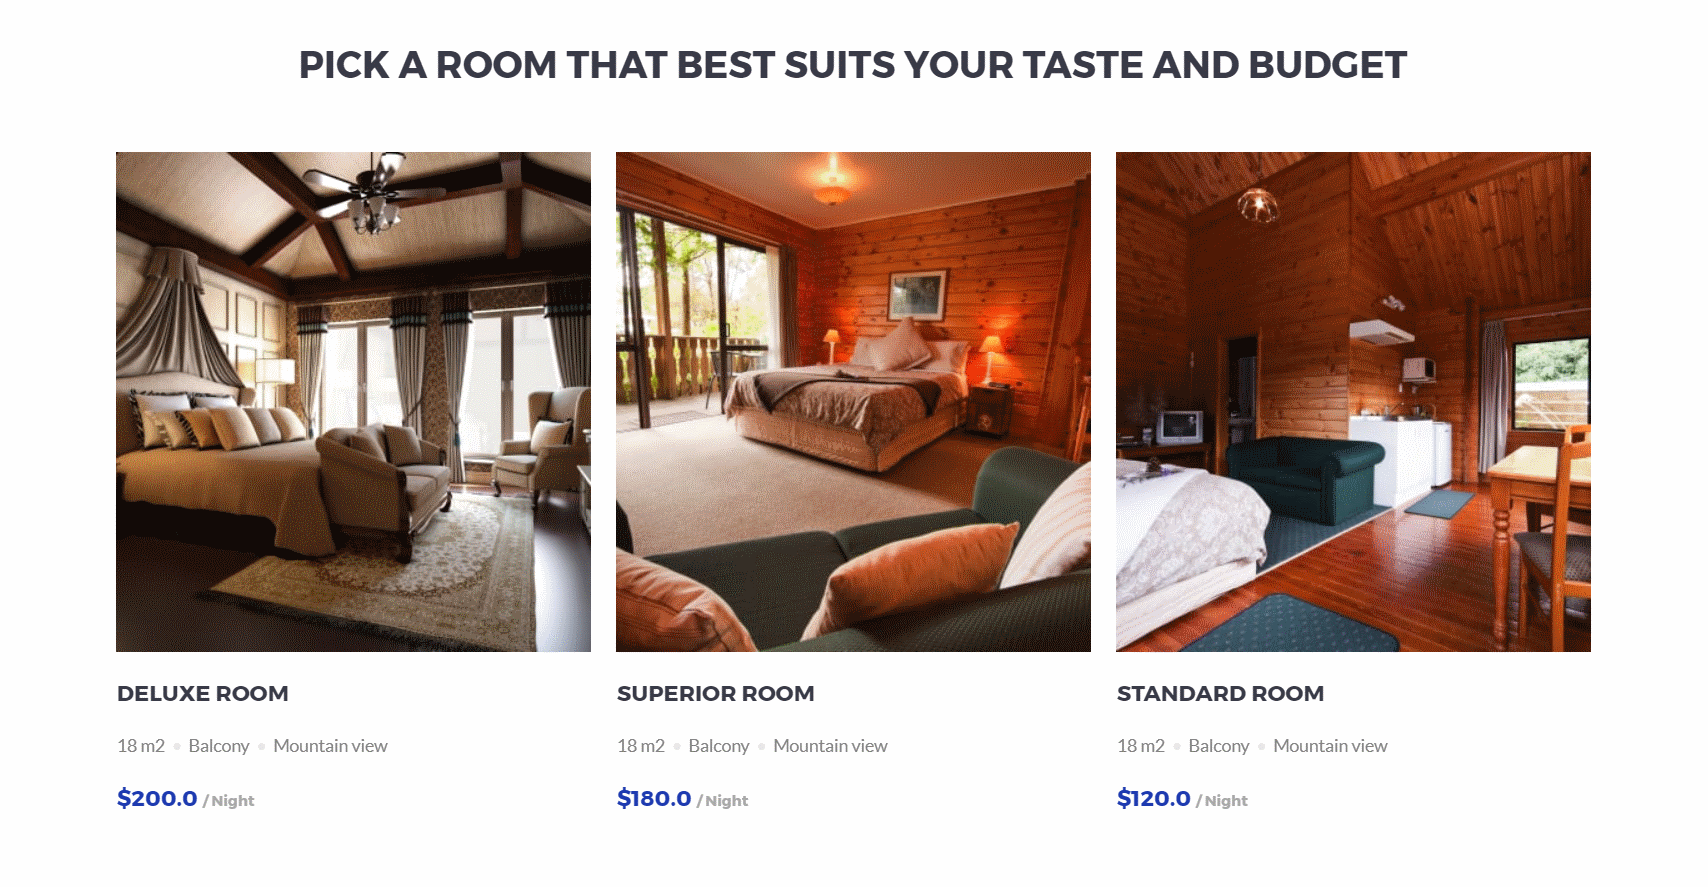 PICK A ROOM THAT BEST SUITS YOUR TASTE AND BUDGET
DELUXE ROOM
18 m2 • Balcony • Mountain view
$200.0 / Night
SUPERIOR ROOM
18 m2 • Balcony • Mountain view
$180.0 / Night
STANDARD ROOM
18 m2 • Balcony • Mountain view
$120.0 / Night